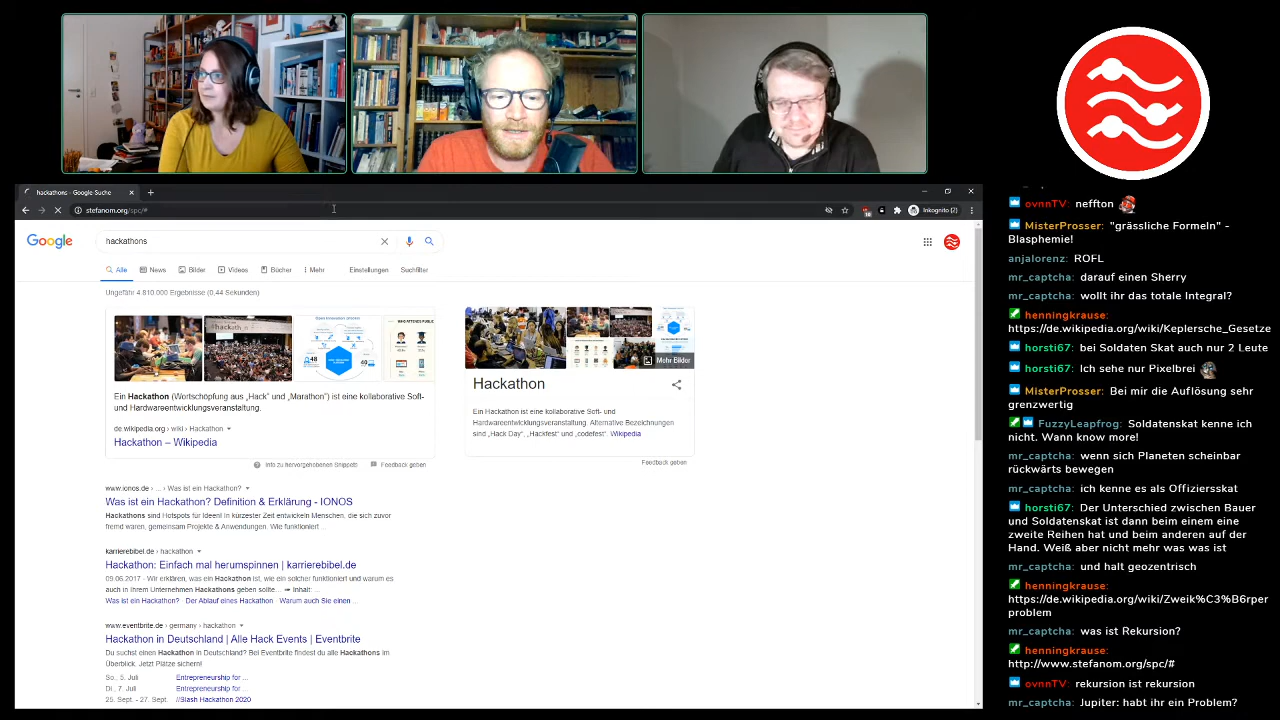 hackathons - Google-Suche
stefanom.org/spc/#
Inkognito (2)
Google
hackathons
Alle
News
Bilder
Videos
Bücher
Mehr
Einstellungen
Suchfilter
Ungefähr 4.810.000 Ergebnisse (0,44 Sekunden)
Ein Hackathon (Wortschöpfung aus „Hack" und „Marathon") ist eine kollaborative Soft-
und Hardwareentwicklungsveranstaltung.
de.wikipedia.org › wiki › Hackathon
Hackathon – Wikipedia
Info zu hervorgehobenen Snippets
Feedback geben
Mehr Bilder
Hackathon
Ein Hackathon ist eine kollaborative Soft- und
Hardwareentwicklungsveranstaltung. Alternative Bezeichnungen
sind „Hack Day", „Hackfest" und „codefest". Wikipedia
Feedback geben
www.ionos.de › ... › Was ist ein Hackathon?
Was ist ein Hackathon? Definition & Erklärung - IONOS
Hackathons sind Hotspots für Ideen! In kürzester Zeit entwickeln Menschen, die sich zuvor
fremd waren, gemeinsam Projekte & Anwendungen. Wie funktioniert ...
karrierebibel.de › hackathon
Hackathon: Einfach mal herumspinnen | karrierebibel.de
09.06.2017 - Wir erklären, was ein Hackathon ist, wie ein solcher funktioniert und warum es
auch in Ihrem Unternehmen Hackathons geben sollte... ➠ Inhalt: ...
Was ist ein Hackathon? · Der Ablauf eines Hackathon · Warum auch Sie einen ...
www.eventbrite.de › germany › hackathon
Hackathon in Deutschland | Alle Hack Events | Eventbrite
Du suchst einen Hackathon in Deutschland? Bei Eventbrite findest du alle Hackathons im
Überblick. Jetzt Plätze sichern!
So., 5. Juli Entrepreneurship for ...
Di., 7. Juli Entrepreneurship for ...
25. Sept. - 27. Sept. //Slash Hackathon 2020
ovnnTV: neffton
MisterProsser: "grässliche Formeln" -
Blasphemie!
anjalorenz: ROFL
mr_captcha: darauf einen Sherry
mr_captcha: wollt ihr das totale Integral?
henningkrause:
https://de.wikipedia.org/wiki/Keplersche_Gesetze
horsti67: bei Soldaten Skat auch nur 2 Leute
horsti67: Ich sehe nur Pixelbrei
MisterProsser: Bei mir die Auflösung sehr
grenzwertig
FuzzyLeapfrog: Soldatenskat kenne ich
nicht. Wann know more!
mr_captcha: wenn sich Planeten scheinbar
rückwärts bewegen
mr_captcha: ich kenne es als Offiziersskat
horsti67: Der Unterschied zwischen Bauer
und Soldatenskat ist dann beim einem eine
zweite Reihen hat und beim anderen auf der
Hand. Weiß aber nicht mehr was was ist
mr_captcha: und halt geozentrisch
henningkrause:
https://de.wikipedia.org/wiki/Zweik%C3%B6rper
problem
mr_captcha: was ist Rekursion?
henningkrause:
http://www.stefanom.org/spc/#
ovnnTV: rekursion ist rekursion
mr_captcha: Jupiter: habt ihr ein Problem?